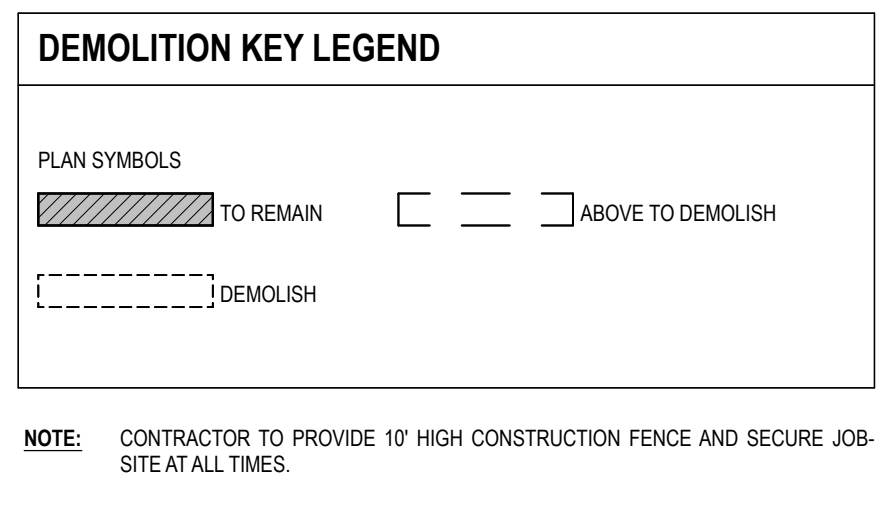 DEMOLITION KEY LEGEND
PLAN SYMBOLS
TO REMAIN
ABOVE TO DEMOLISH
DEMOLISH
NOTE: CONTRACTOR TO PROVIDE 10' HIGH CONSTRUCTION FENCE AND SECURE JOB-
SITE AT ALL TIMES.